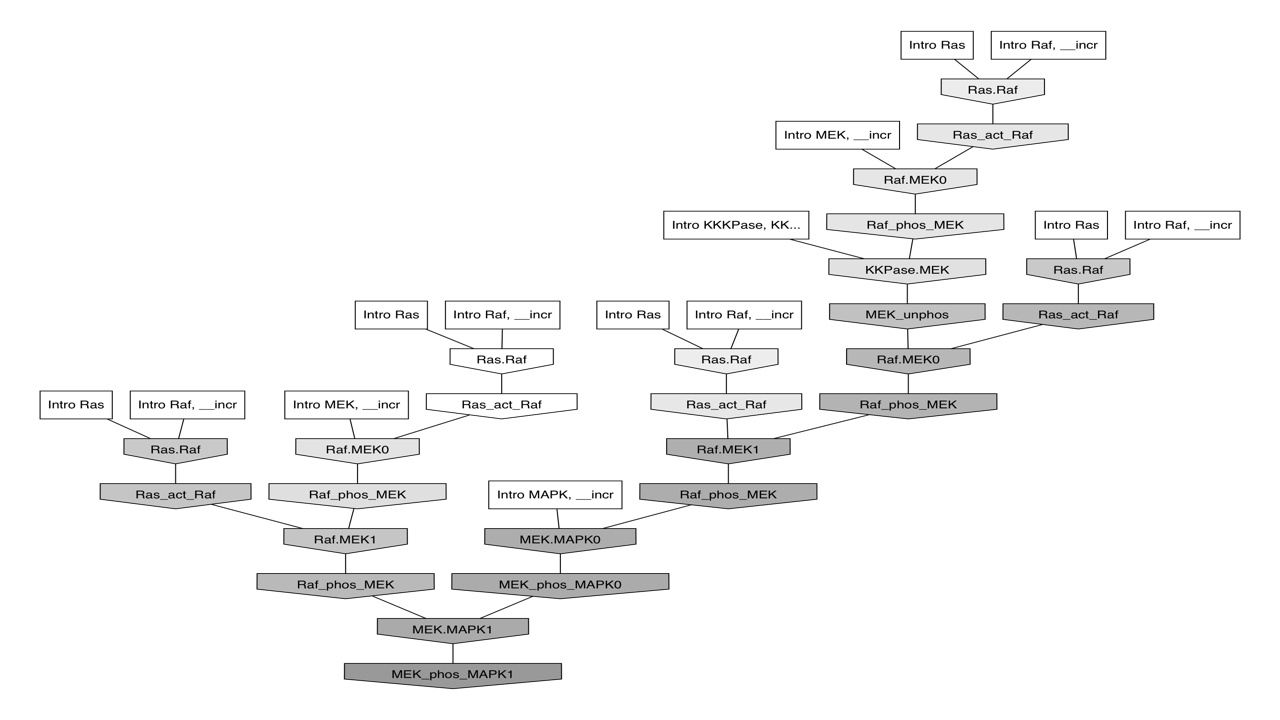 Intro Ras
Intro Raf, __incr
Ras.Raf
Intro MEK, __incr
Ras_act_Raf
Raf.MEK0
Intro KKKPase, KK...
Raf_phos_MEK
Intro Ras
Intro Raf, __incr
KKPase.MEK
Ras.Raf
Intro Ras
Intro Raf, __incr
Intro Ras
Intro Raf, __incr
MEK_unphos
Ras_act_Raf
Ras.Raf
Ras.Raf
Raf.MEK0
Intro Ras
Intro Raf, __incr
Intro MEK, __incr
Ras_act_Raf
Ras_act_Raf
Raf_phos_MEK
Ras.Raf
Raf.MEK0
Raf.MEK1
Ras_act_Raf
Raf_phos_MEK
Intro MAPK, __incr
Raf_phos_MEK
Raf.MEK1
MEK.MAPK0
Raf_phos_MEK
MEK_phos_MAPK0
MEK.MAPK1
MEK_phos_MAPK1